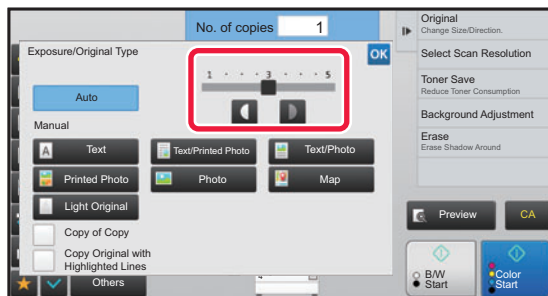 No. of copies 1
Exposure/Original Type
OK
1 3 5
Auto
Manual
A Text
Text/Printed Photo
Text/Photo
Printed Photo
Photo
Map
Light Original
Copy of Copy
Copy Original with
Highlighted Lines
Others
Original
Change Size/Direction.
Select Scan Resolution
Toner Save
Reduce Toner Consumption
Background Adjustment
Erase
Erase Shadow Around
Preview
CA
B/W
Start
Color
Start